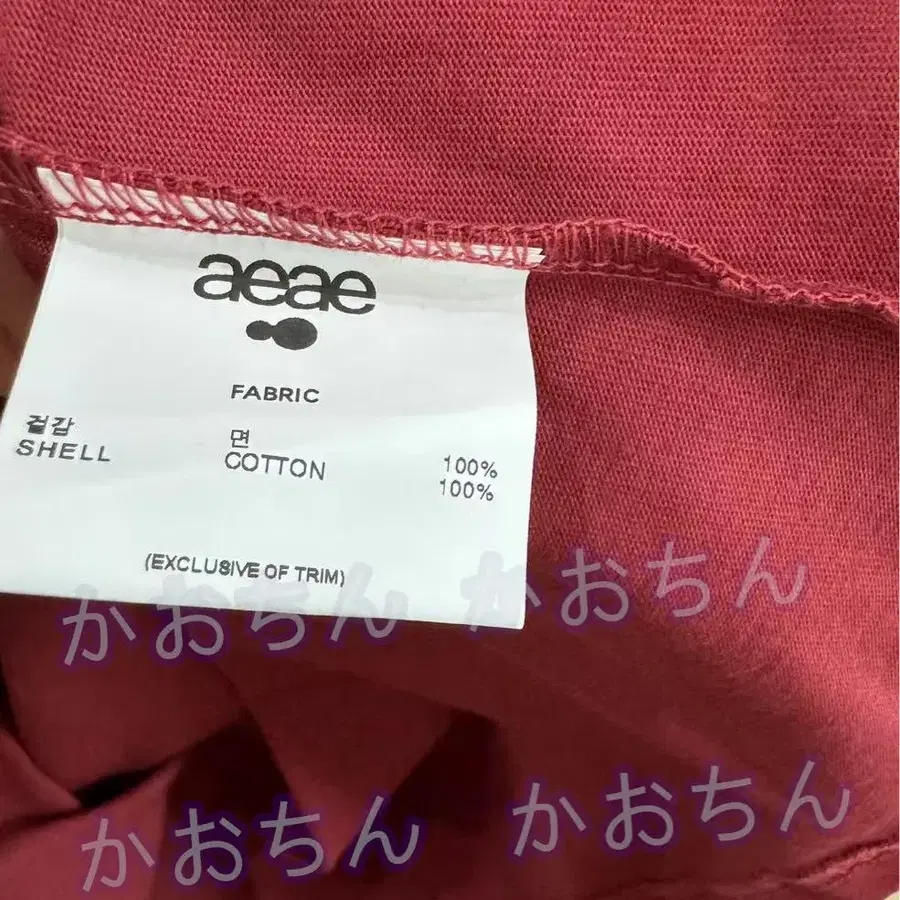 aeae
FABRIC
겉감 면 100%
SHELL COTTON 100%
(EXCLUSIVE OF TRIM)
かおちん かおちん
かおちん かおちん